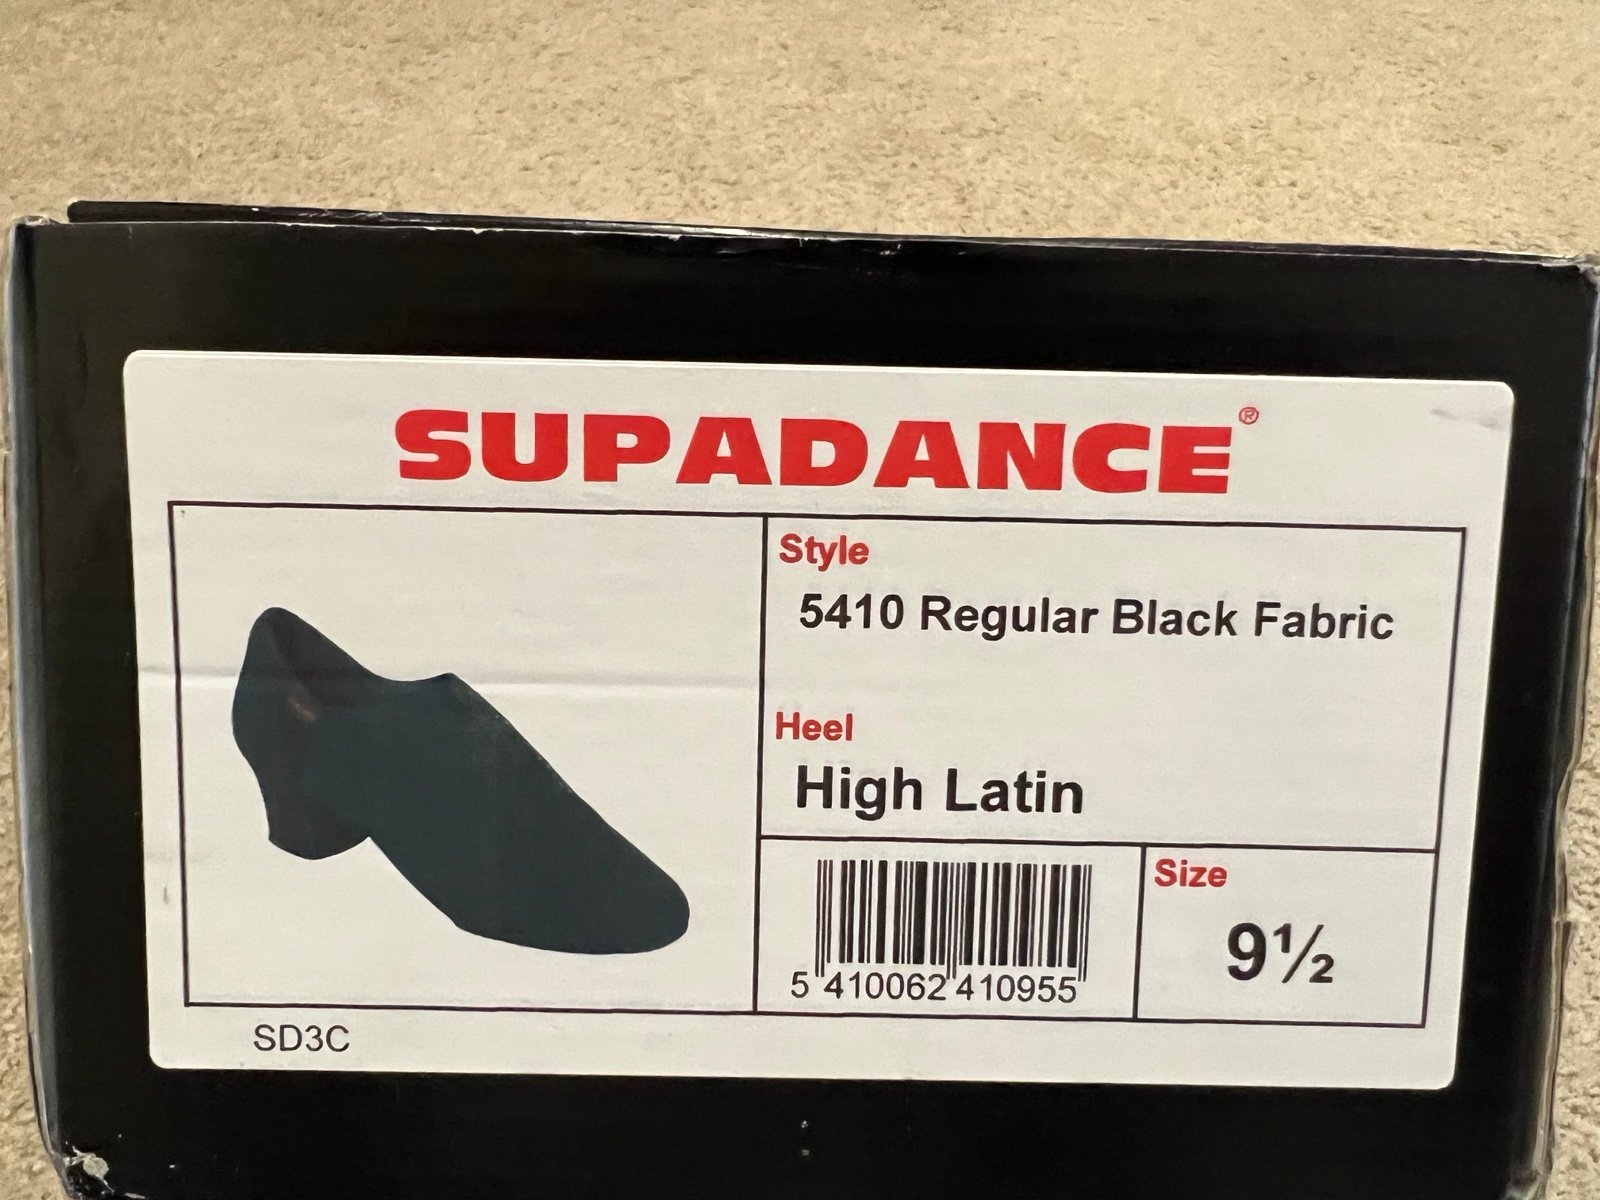 SUPADANCE®
Style
5410 Regular Black Fabric
Heel
High Latin
5 410062 410955
Size
9½
SD3C